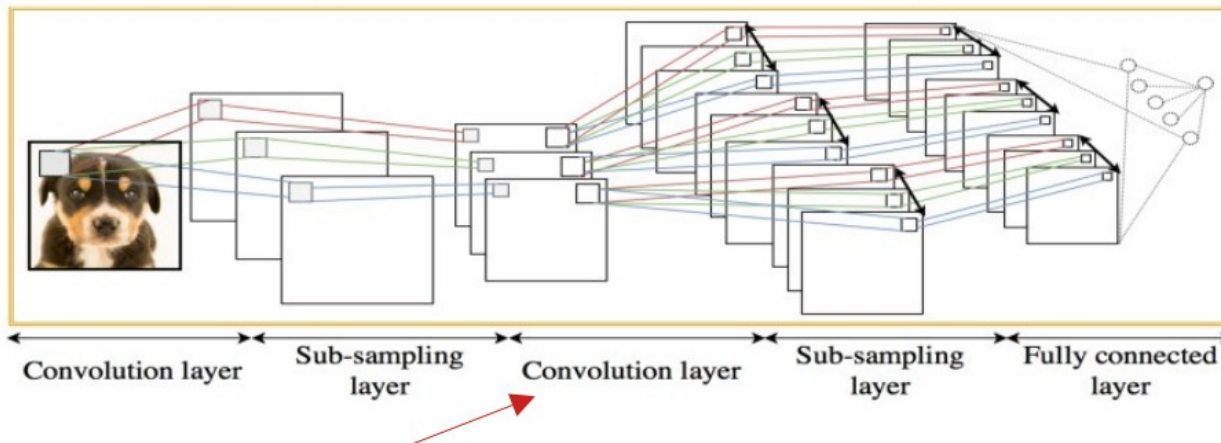 Convolution layer
Sub-sampling
layer
Convolution layer
Sub-sampling
layer
Fully connected
layer